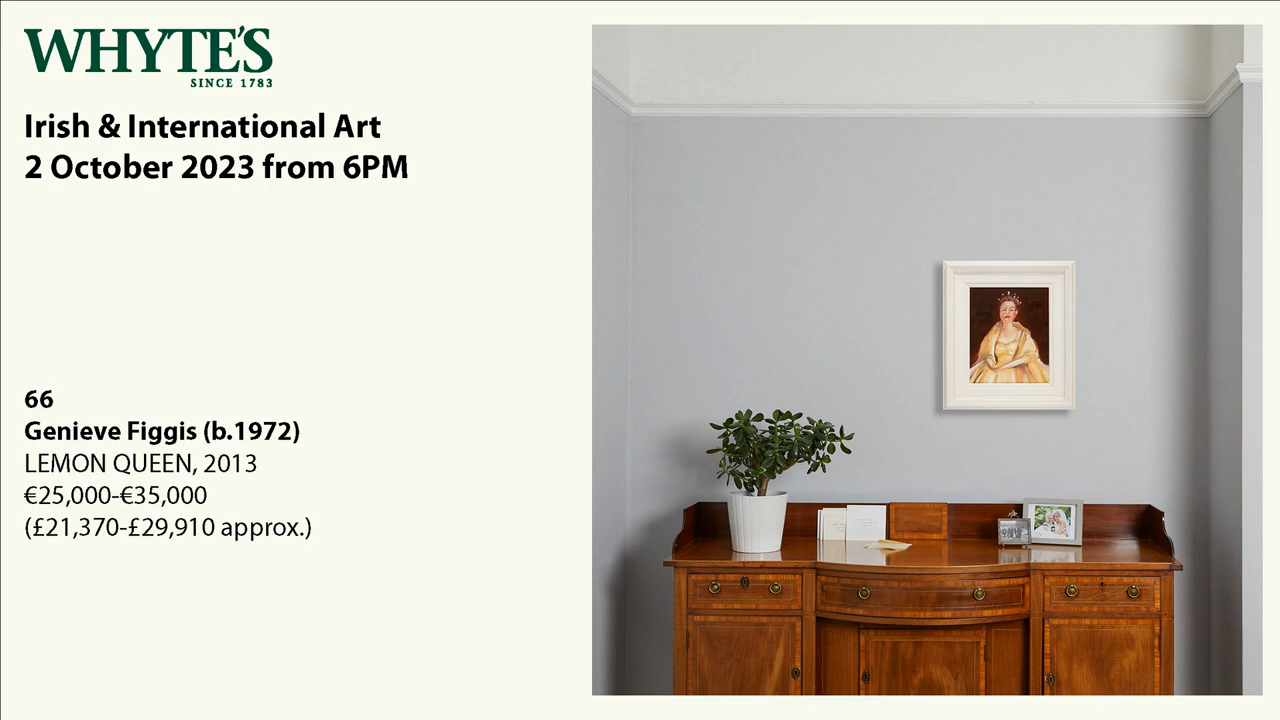 WHYTE'S
SINCE 1783
Irish & International Art
2 October 2023 from 6PM
66
Genieve Figgis (b.1972)
LEMON QUEEN, 2013
€25,000-€35,000
(£21,370-£29,910 approx.)